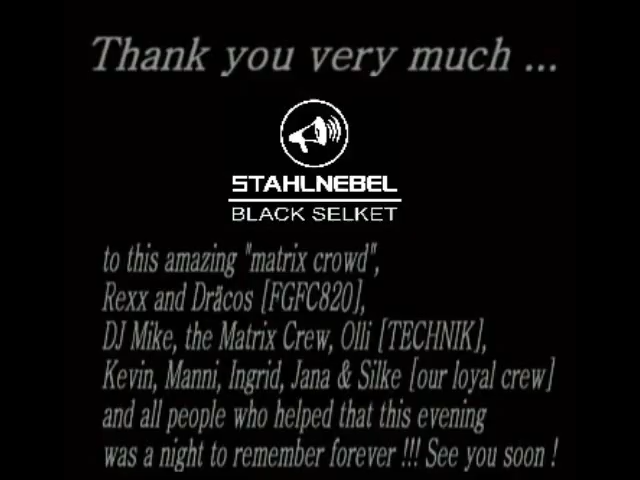 Thank you very much ...
STAHLNEBEL
BLACK SELKET
to this amazing "matrix crowd",
Rexx and Dräcos [FGFC820],
DJ Mike, the Matrix Crew, Olli [TECHNIK],
Kevin, Manni, Ingrid, Jana & Silke [our loyal crew]
and all people who helped that this evening
was a night to remember forever !!! See you soon !